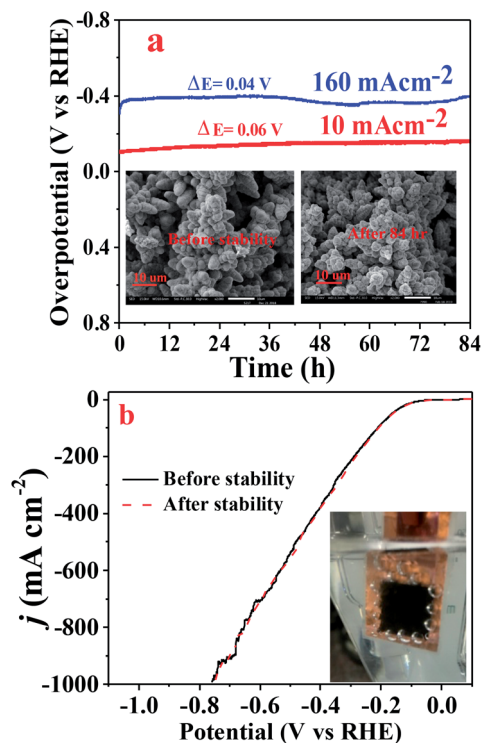 a
-0.8
-0.4
0.0
0.4
0.8
Overpotential (V vs RHE)
ΔE= 0.04 V
160 mAcm-2
ΔE= 0.06 V
10 mAcm-2
Before stability
10 um
After 84 hr
10 um
0 12 24 36 48 60 72 84
Time (h)
b
0
-200
-400
-600
-800
-1000
j (mA cm-2)
Before stability
After stability
-1.0 -0.8 -0.6 -0.4 -0.2 0.0
Potential (V vs RHE)